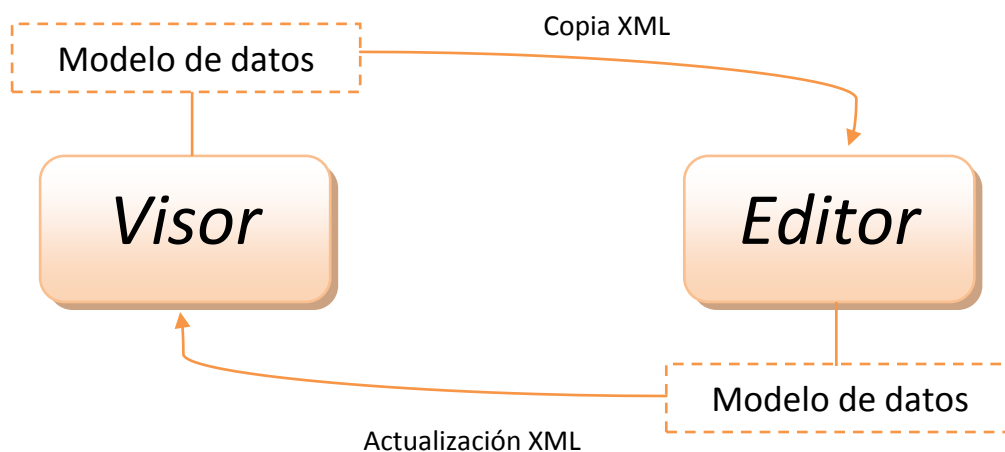 Copia XML
Modelo de datos
Visor
Editor
Modelo de datos
Actualización XML